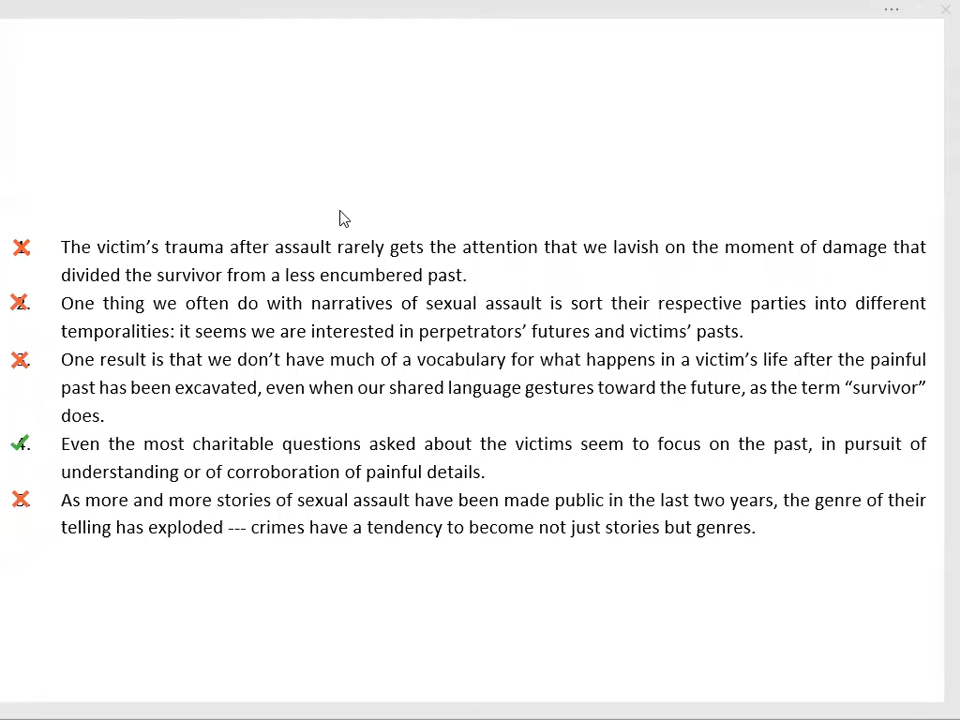 1. The victim’s trauma after assault rarely gets the attention that we lavish on the moment of damage that
divided the survivor from a less encumbered past.
2. One thing we often do with narratives of sexual assault is sort their respective parties into different
temporalities: it seems we are interested in perpetrators’ futures and victims’ pasts.
3. One result is that we don’t have much of a vocabulary for what happens in a victim’s life after the painful
past has been excavated, even when our shared language gestures toward the future, as the term “survivor”
does.
4. Even the most charitable questions asked about the victims seem to focus on the past, in pursuit of
understanding or of corroboration of painful details.
5. As more and more stories of sexual assault have been made public in the last two years, the genre of their
telling has exploded --- crimes have a tendency to become not just stories but genres.